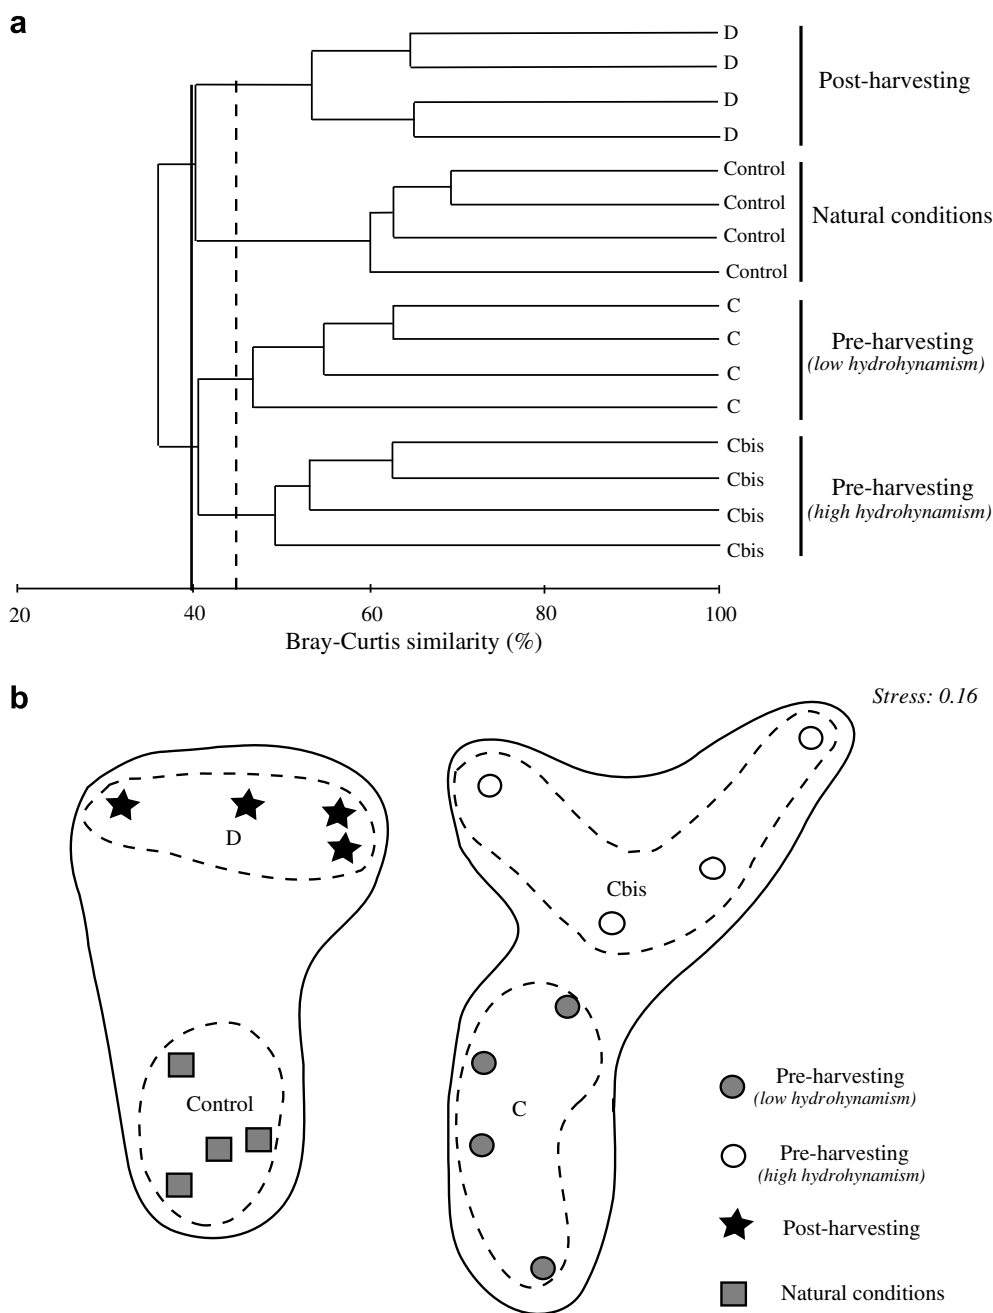 a
D
D
Post-harvesting
D
D
Control
Control
Natural conditions
Control
Control
C
C
Pre-harvesting
(low hydrohynamism)
C
C
Cbis
Cbis
Pre-harvesting
(high hydrohynamism)
Cbis
Cbis
20 40 60 80 100
Bray-Curtis similarity (%)
b
Stress: 0.16
D
Cbis
Control
C
Pre-harvesting
(low hydrohynamism)
Pre-harvesting
(high hydrohynamism)
Post-harvesting
Natural conditions